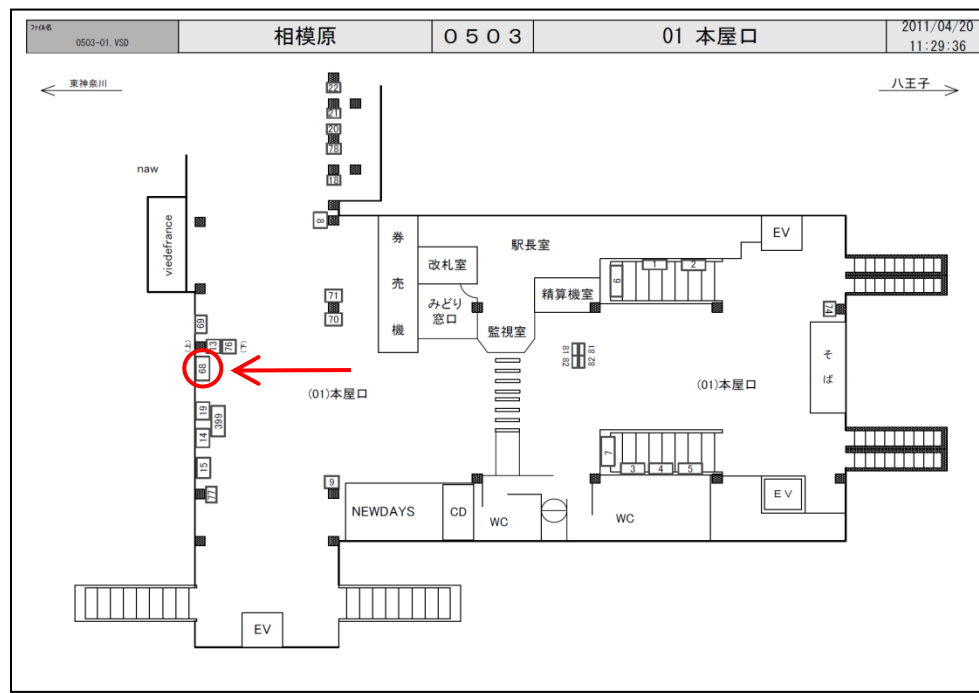 ファイル名
0503-01.VSD
相模原
0503
01 本屋口
2011/04/20
11:29:36
東神奈川
八王子
22
21
20
78
18
naw
viedefrance
8
券売機
改札室
みどり窓口
駅長室
監視室
精算機室
EV
1
2
6
71
70
69
(上)
13
76
(下)
68
74
81
82
81
82
そば
(01)本屋口
(01)本屋口
19
399
14
15
77
9
7
3
4
5
NEWDAYS
CD
WC
WC
EV
EV